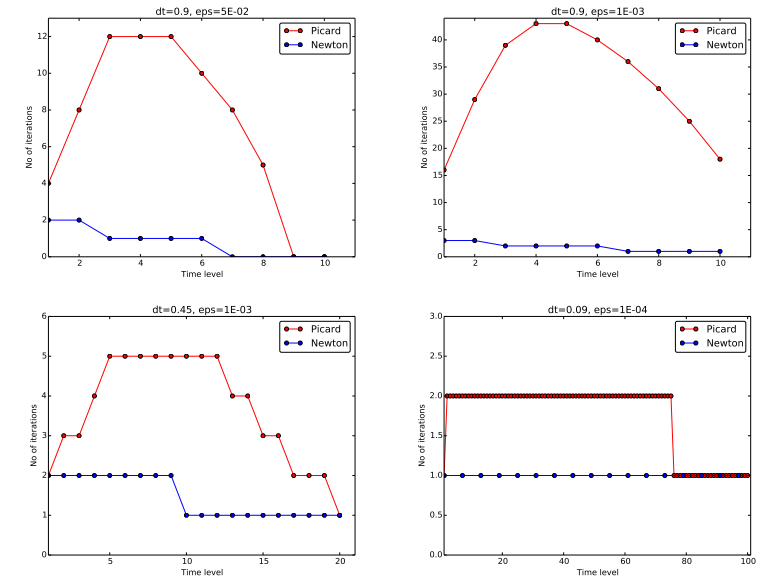 dt=0.9, eps=5E-02
Picard
Newton
No of iterations
12
10
8
6
4
2
0
2 4 6 8 10
Time level
dt=0.9, eps=1E-03
Picard
Newton
No of iterations
40
35
30
25
20
15
10
5
0
2 4 6 8 10
Time level
dt=0.45, eps=1E-03
Picard
Newton
No of iterations
6
5
4
3
2
1
0
5 10 15 20
Time level
dt=0.09, eps=1E-04
Picard
Newton
No of iterations
3.0
2.5
2.0
1.5
1.0
0.5
0.0
20 40 60 80 100
Time level